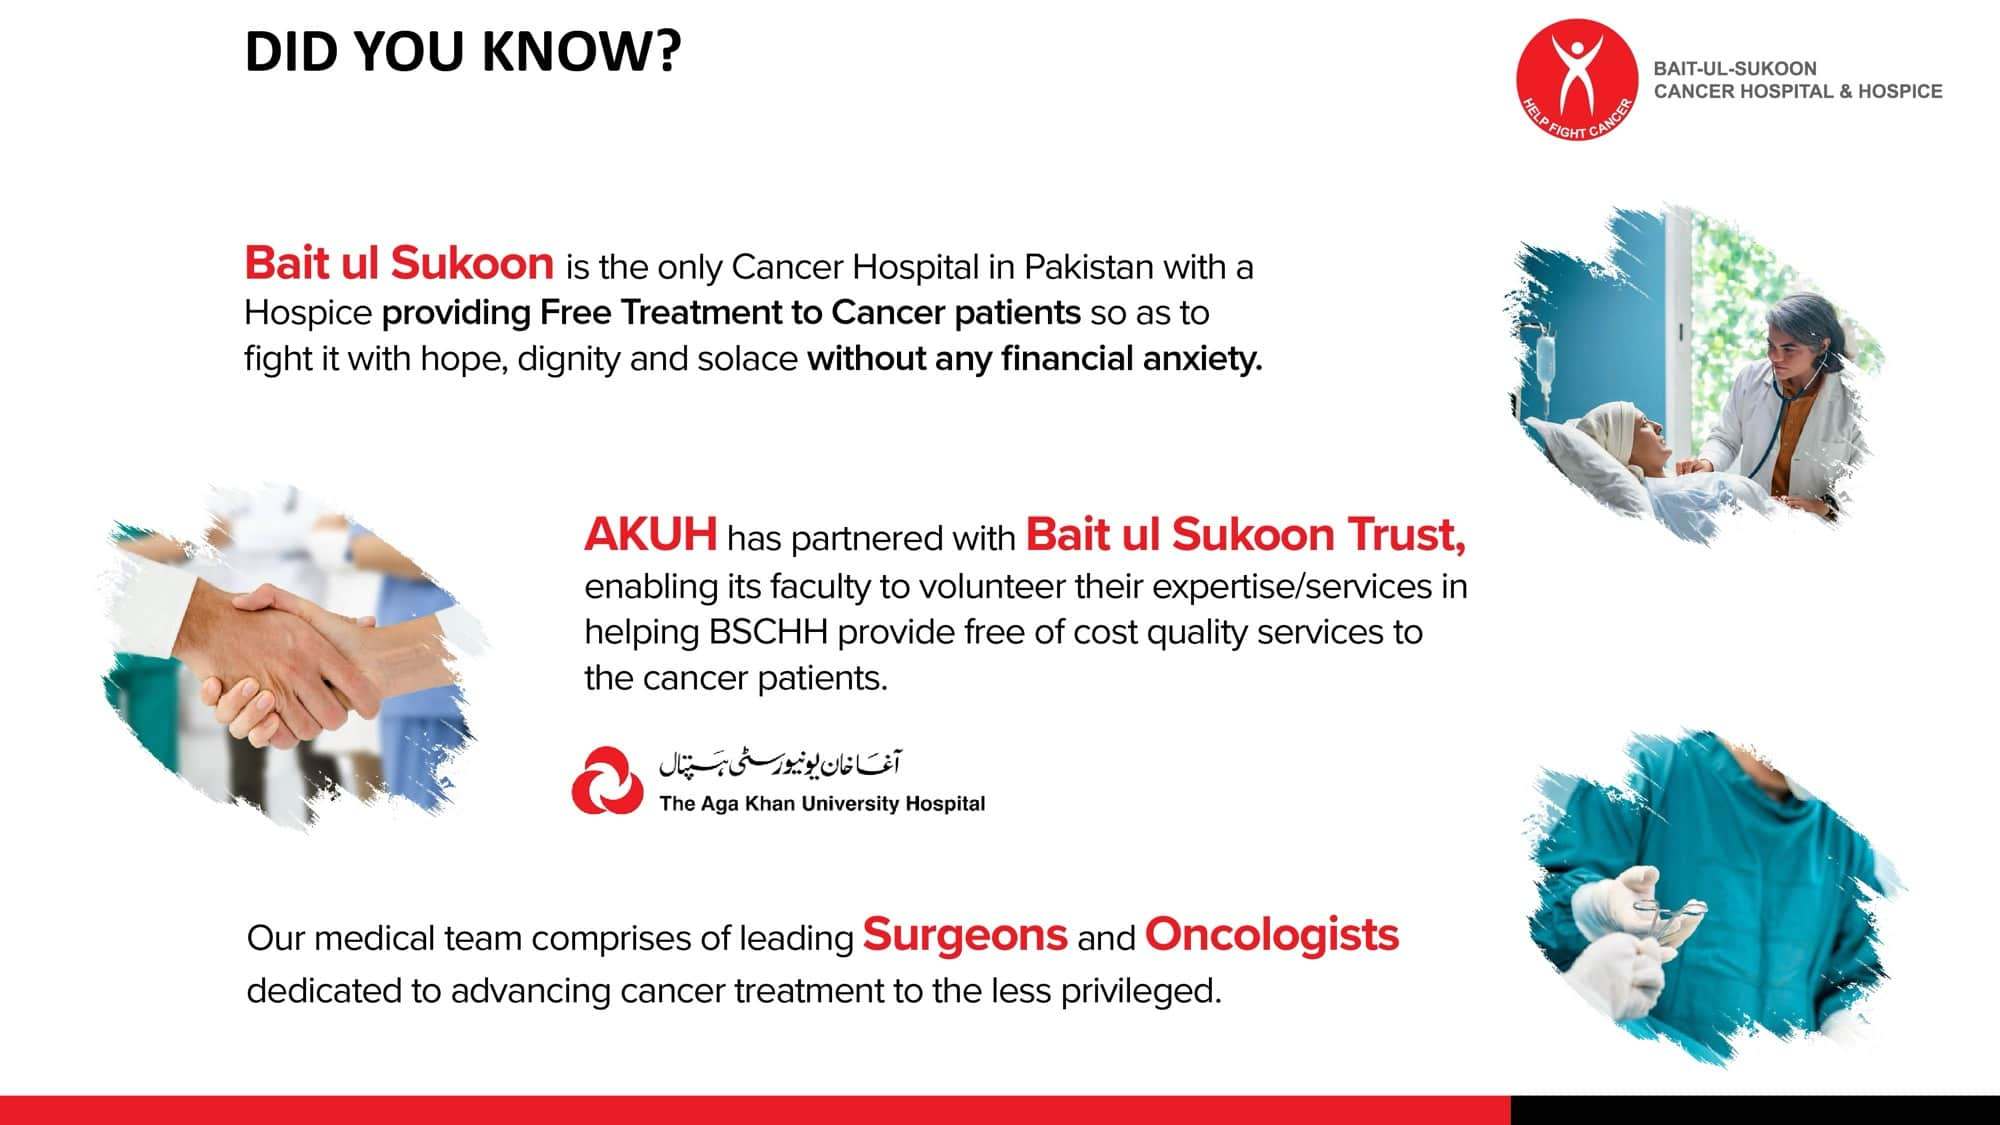 DID YOU KNOW?
HELP FIGHT CANCER
BAIT-UL-SUKOON
CANCER HOSPITAL & HOSPICE
Bait ul Sukoon is the only Cancer Hospital in Pakistan with a
Hospice providing Free Treatment to Cancer patients so as to
fight it with hope, dignity and solace without any financial anxiety.
AKUH has partnered with Bait ul Sukoon Trust,
enabling its faculty to volunteer their expertise/services in
helping BSCHH provide free of cost quality services to
the cancer patients.
آغا خان یونیورسٹی ہسپتال
The Aga Khan University Hospital
Our medical team comprises of leading Surgeons and Oncologists
dedicated to advancing cancer treatment to the less privileged.